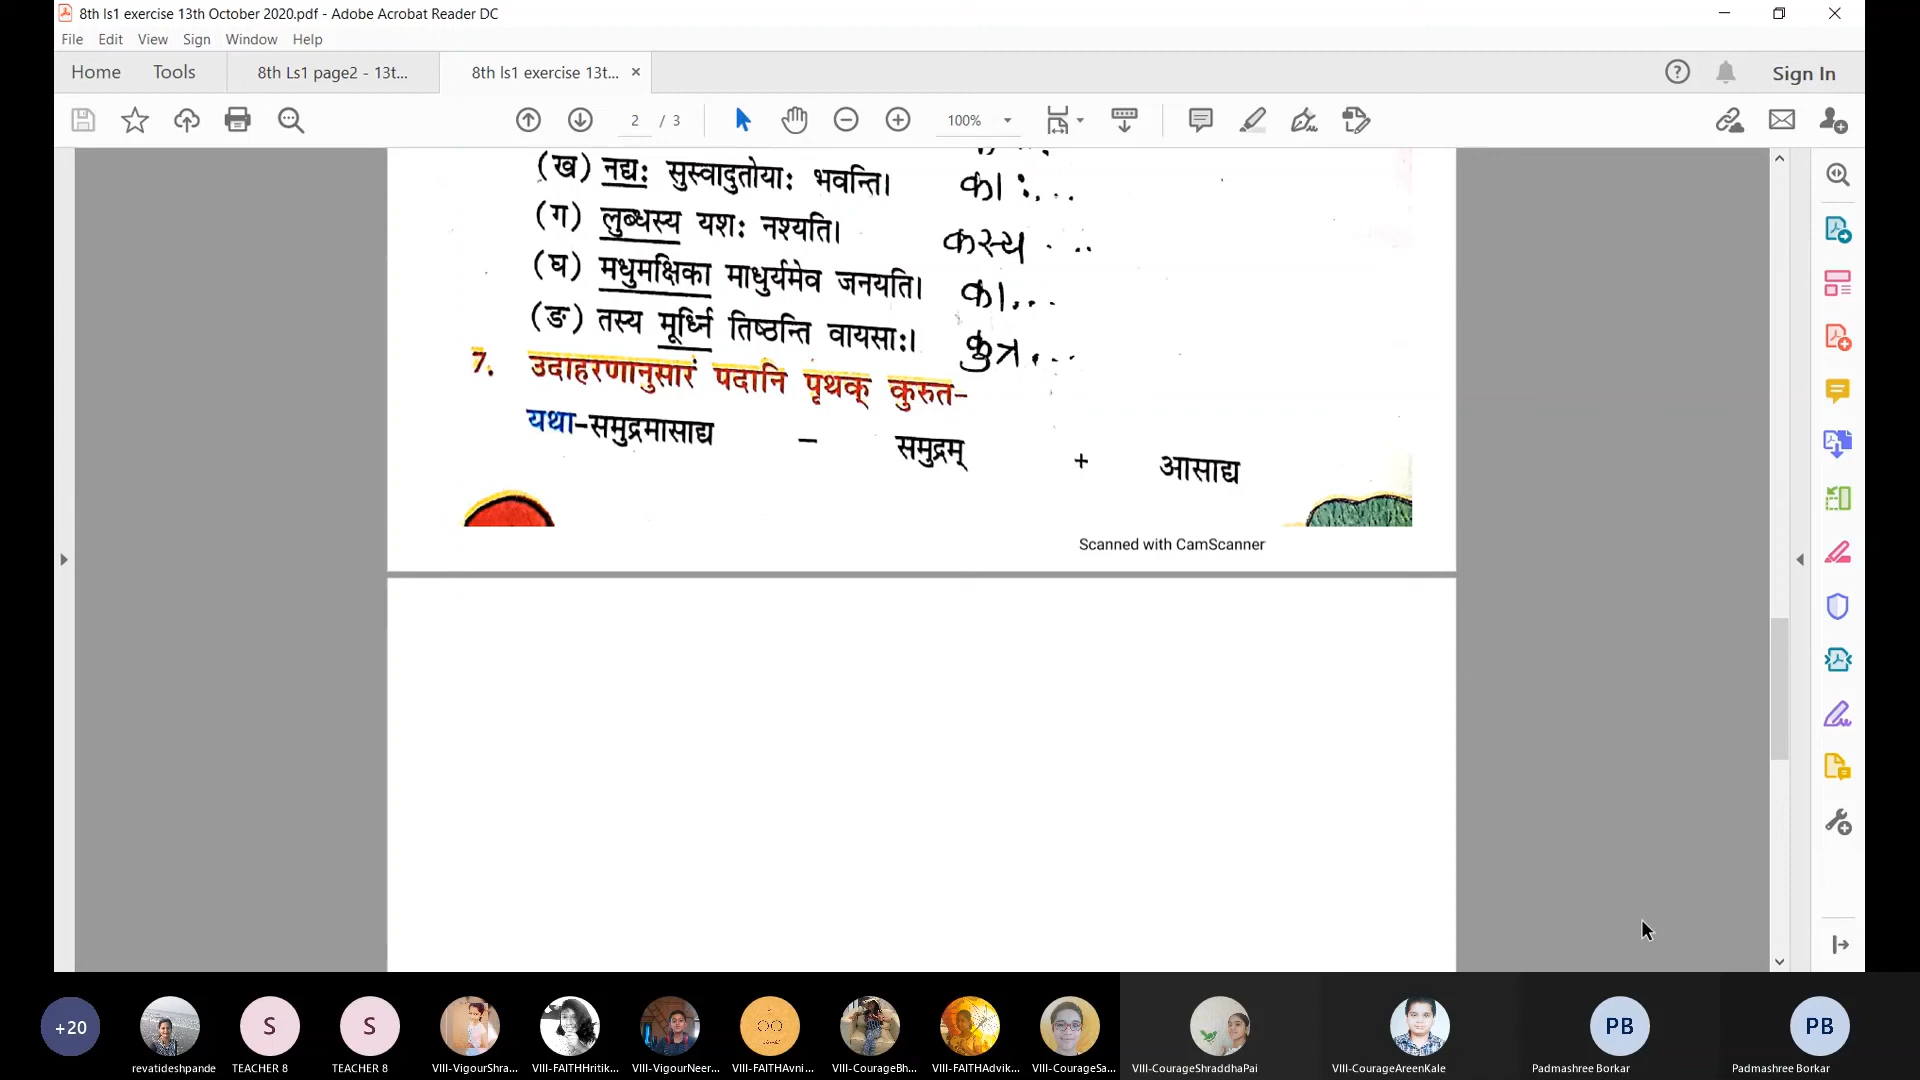 8th ls1 exercise 13th October 2020.pdf - Adobe Acrobat Reader DC
File Edit View Sign Window Help
Home Tools 8th Ls1 page2 - 13t... 8th ls1 exercise 13t... × Sign In
2 / 3 100%
(ख) नद्यः सुस्वादुतोयाः भवन्ति। काः...
(ग) लुब्धस्य यशः नश्यति। कस्य ...
(घ) मधुमक्षिका माधुर्यमेव जनयति। का...
(ङ) तस्य मूर्ध्नि तिष्ठन्ति वायसाः। कुत्र...
7. उदाहरणानुसारं पदानि पृथक् कुरुत-
यथा-समुद्रमासाद्य – समुद्रम् + आसाद्य
Scanned with CamScanner
+20 S S PB PB
revatideshpande TEACHER 8 TEACHER 8 VIII-VigourShra... VIII-FAITHHritik... VIII-VigourNeer... VIII-FAITHAvni... VIII-CourageBh... VIII-FAITHAdvik... VIII-CourageSa... VIII-CourageShraddhaPai VIII-CourageAreenKale Padmashree Borkar Padmashree Borkar